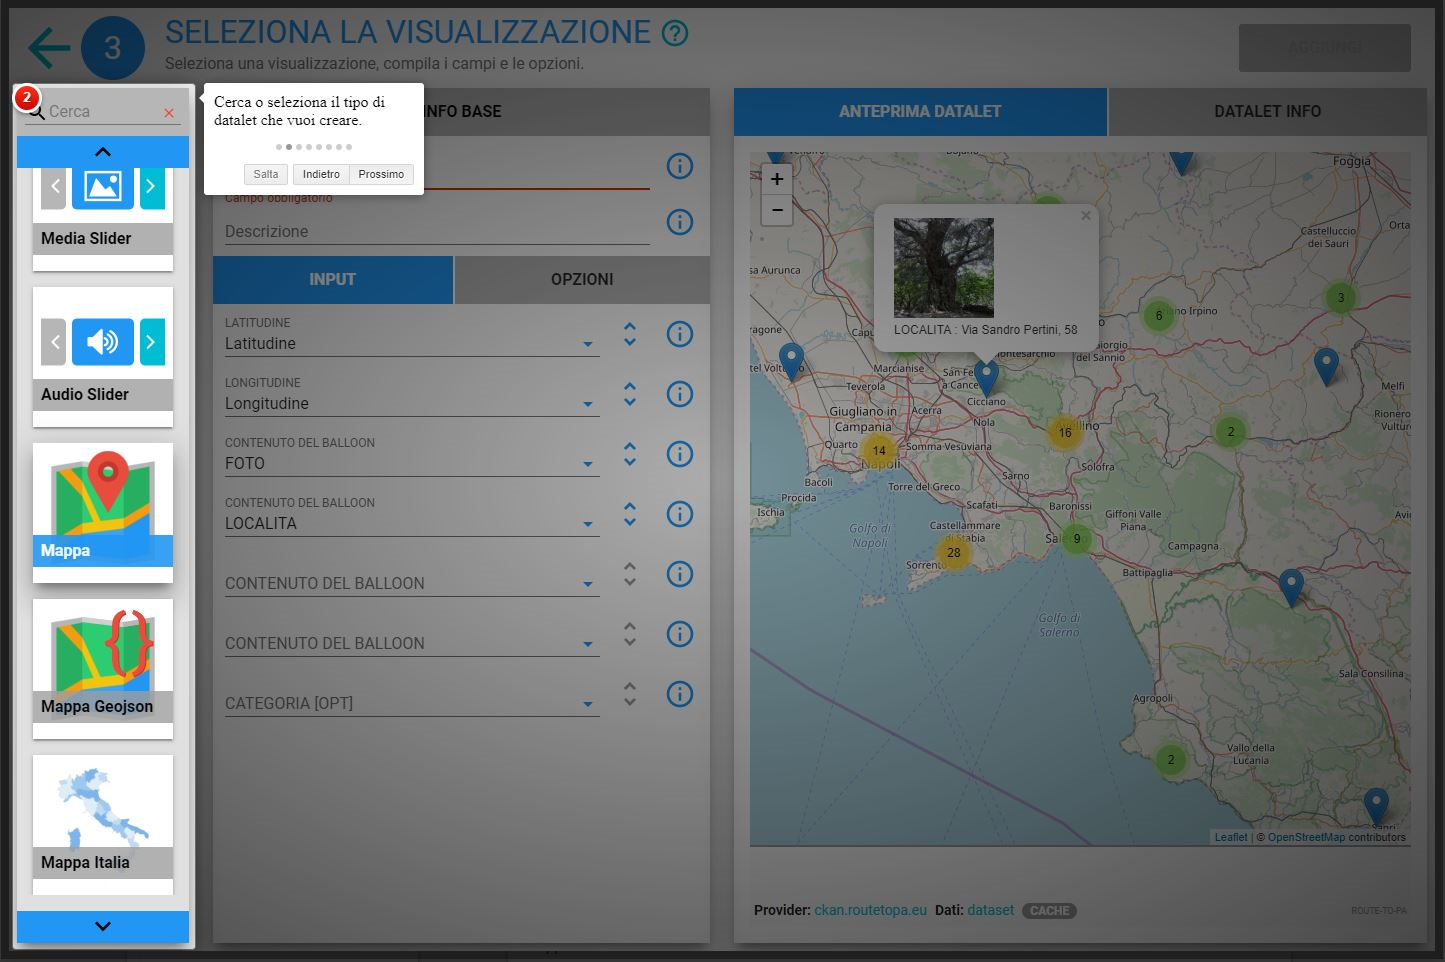 3
SELEZIONA LA VISUALIZZAZIONE ?
Seleziona una visualizzazione, compila i campi e le opzioni.
AGGIUNGI
2
Cerca
Media Slider
Audio Slider
Mappa
Mappa Geojson
Mappa Italia
Cerca o seleziona il tipo di
datalet che vuoi creare.
Salta
Indietro
Prossimo
INFO BASE
Campo obbligatorio
Descrizione
INPUT
OPZIONI
LATITUDINE
Latitudine
LONGITUDINE
Longitudine
CONTENUTO DEL BALLOON
FOTO
CONTENUTO DEL BALLOON
LOCALITA
CONTENUTO DEL BALLOON
CONTENUTO DEL BALLOON
CATEGORIA [OPT]
ANTEPRIMA DATALET
DATALET INFO
+
−
Foggia
Castelluccio
dei Sauri
Orta
sa Aurunca
LOCALITA : Via Sandro Pertini, 58
3
6
ano Irpino
ragone
Capu
iorgio
del Sannio
ontesarchio
tel Voltu
Marcianise
San Fe
a Cance
Teverola
Cicciano
Melfi
Giugliano in
Campania
Acerra
Nola
Rionero
Vulture
2
16
Avellino
Quarto
14
Napoli
Somma Vesuviana
Solofra
Bacoli
Sarno
Torre del Greco
Procida
Ischia
Scafati
Baronissi
Giffoni Valle
Piana
Golfo di
Napoli
Castellammare
di Stabia
28
Sorrento
9
Campagna
Battipaglia
Golfo di
Salerno
Sala Consilina
Agropoli
Vallo della
Lucania
2
Sapri
Leaflet | © OpenStreetMap contributors
Provider: ckan.routetopa.eu Dati: dataset CACHE
ROUTE-TO-PA